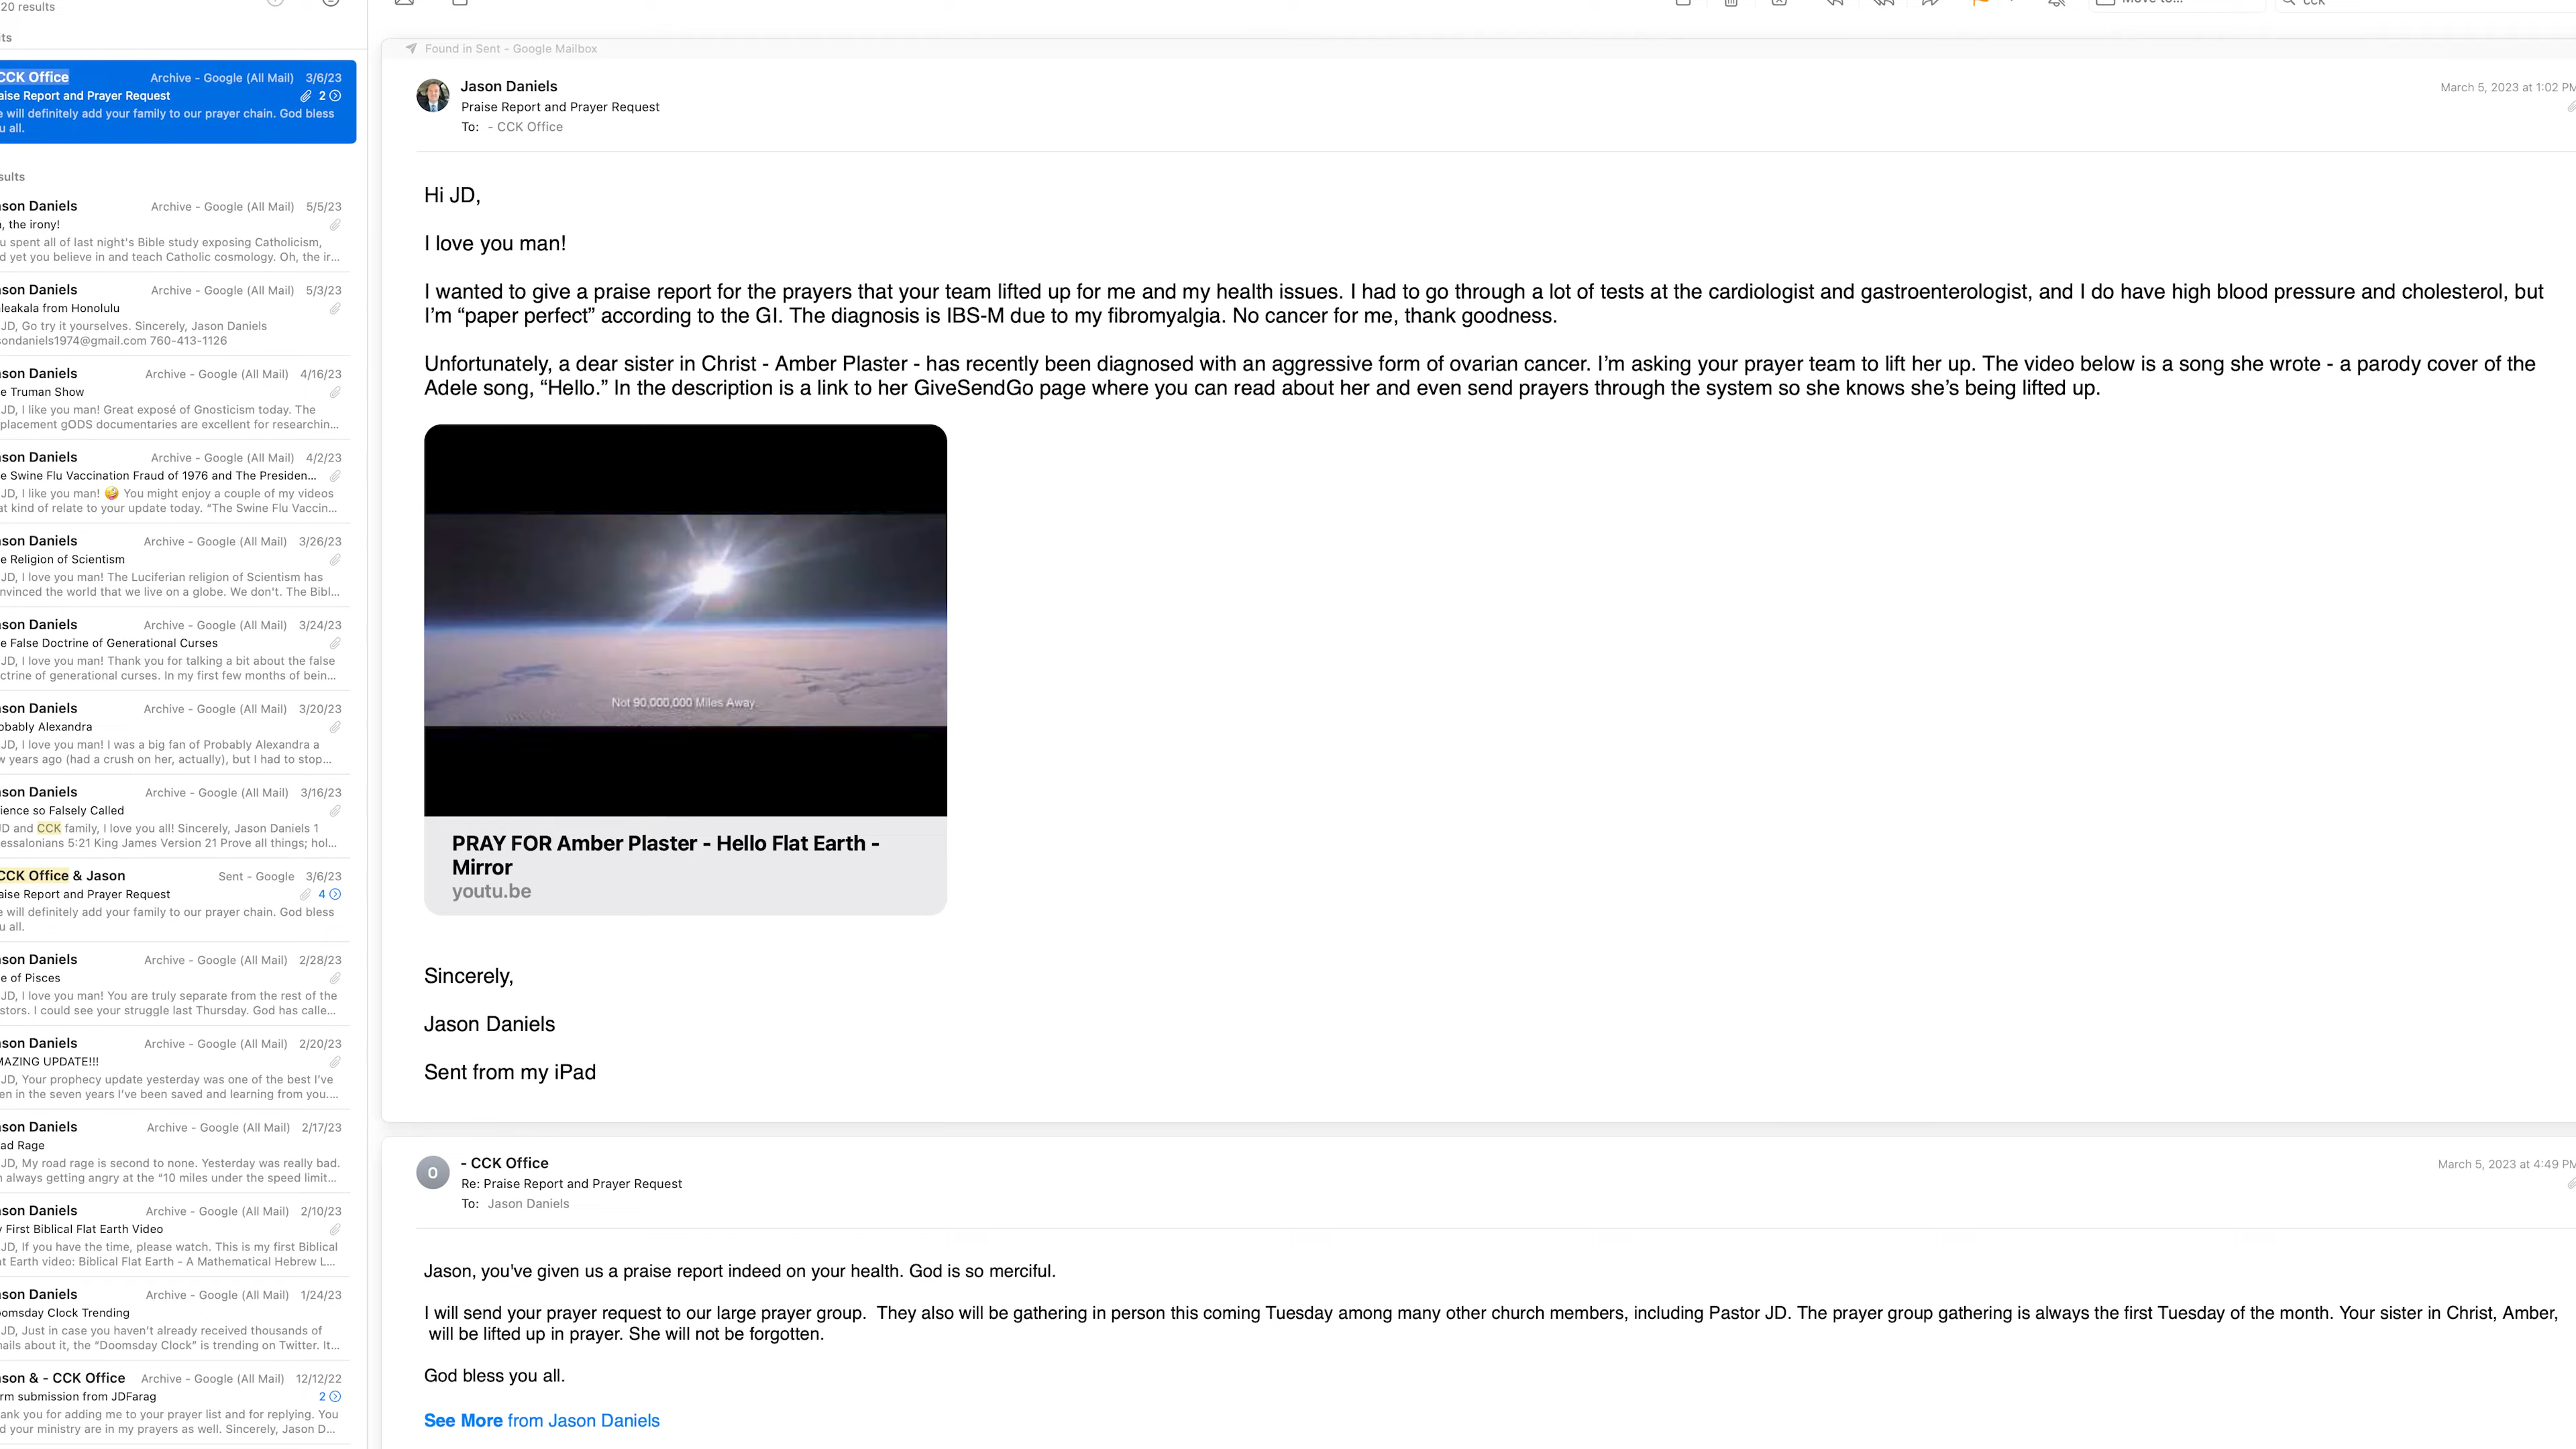 20 results
Move to...
cck
ts
CCK Office Archive - Google (All Mail) 3/6/23
aise Report and Prayer Request 2
e will definitely add your family to our prayer chain. God bless
u all.
sults
son Daniels Archive - Google (All Mail) 5/5/23
, the irony!
u spent all of last night's Bible study exposing Catholicism,
d yet you believe in and teach Catholic cosmology. Oh, the ir...
son Daniels Archive - Google (All Mail) 5/3/23
leakala from Honolulu
JD, Go try it yourselves. Sincerely, Jason Daniels
sondaniels1974@gmail.com 760-413-1126
son Daniels Archive - Google (All Mail) 4/16/23
e Truman Show
JD, I like you man! Great exposé of Gnosticism today. The
placement gODS documentaries are excellent for researchin...
son Daniels Archive - Google (All Mail) 4/2/23
e Swine Flu Vaccination Fraud of 1976 and The Presiden...
JD, I like you man! 🤪 You might enjoy a couple of my videos
at kind of relate to your update today. “The Swine Flu Vaccin...
son Daniels Archive - Google (All Mail) 3/26/23
e Religion of Scientism
JD, I love you man! The Luciferian religion of Scientism has
nvinced the world that we live on a globe. We don't. The Bibl...
son Daniels Archive - Google (All Mail) 3/24/23
e False Doctrine of Generational Curses
JD, I love you man! Thank you for talking a bit about the false
ctrine of generational curses. In my first few months of bein...
son Daniels Archive - Google (All Mail) 3/20/23
obably Alexandra
JD, I love you man! I was a big fan of Probably Alexandra a
w years ago (had a crush on her, actually), but I had to stop...
son Daniels Archive - Google (All Mail) 3/16/23
ience so Falsely Called
JD and CCK family, I love you all! Sincerely, Jason Daniels 1
essalonians 5:21 King James Version 21 Prove all things; hol...
CCK Office & Jason Sent - Google 3/6/23
aise Report and Prayer Request 4
e will definitely add your family to our prayer chain. God bless
u all.
son Daniels Archive - Google (All Mail) 2/28/23
e of Pisces
JD, I love you man! You are truly separate from the rest of the
stors. I could see your struggle last Thursday. God has calle...
son Daniels Archive - Google (All Mail) 2/20/23
MAZING UPDATE!!!
JD, Your prophecy update yesterday was one of the best I've
en in the seven years I've been saved and learning from you....
son Daniels Archive - Google (All Mail) 2/17/23
ad Rage
JD, My road rage is second to none. Yesterday was really bad.
always getting angry at the “10 miles under the speed limit...
son Daniels Archive - Google (All Mail) 2/10/23
y First Biblical Flat Earth Video
JD, If you have the time, please watch. This is my first Biblical
at Earth video: Biblical Flat Earth - A Mathematical Hebrew L...
son Daniels Archive - Google (All Mail) 1/24/23
omsday Clock Trending
JD, Just in case you haven't already received thousands of
nails about it, the “Doomsday Clock” is trending on Twitter. It...
son & - CCK Office Archive - Google (All Mail) 12/12/22
rm submission from JDFarag 2
ank you for adding me to your prayer list and for replying. You
d your ministry are in my prayers as well. Sincerely, Jason D...
Found in Sent - Google Mailbox
Jason Daniels March 5, 2023 at 1:02 PM
Praise Report and Prayer Request
To: - CCK Office
Hi JD,
I love you man!
I wanted to give a praise report for the prayers that your team lifted up for me and my health issues. I had to go through a lot of tests at the cardiologist and gastroenterologist, and I do have high blood pressure and cholesterol, but
I'm “paper perfect” according to the GI. The diagnosis is IBS-M due to my fibromyalgia. No cancer for me, thank goodness.
Unfortunately, a dear sister in Christ - Amber Plaster - has recently been diagnosed with an aggressive form of ovarian cancer. I'm asking your prayer team to lift her up. The video below is a song she wrote - a parody cover of the
Adele song, “Hello.” In the description is a link to her GiveSendGo page where you can read about her and even send prayers through the system so she knows she's being lifted up.
Not 90,000,000 Miles Away.
PRAY FOR Amber Plaster - Hello Flat Earth -
Mirror
youtu.be
Sincerely,
Jason Daniels
Sent from my iPad
O
- CCK Office March 5, 2023 at 4:49 PM
Re: Praise Report and Prayer Request
To: Jason Daniels
Jason, you've given us a praise report indeed on your health. God is so merciful.
I will send your prayer request to our large prayer group. They also will be gathering in person this coming Tuesday among many other church members, including Pastor JD. The prayer group gathering is always the first Tuesday of the month. Your sister in Christ, Amber,
will be lifted up in prayer. She will not be forgotten.
God bless you all.
See More from Jason Daniels